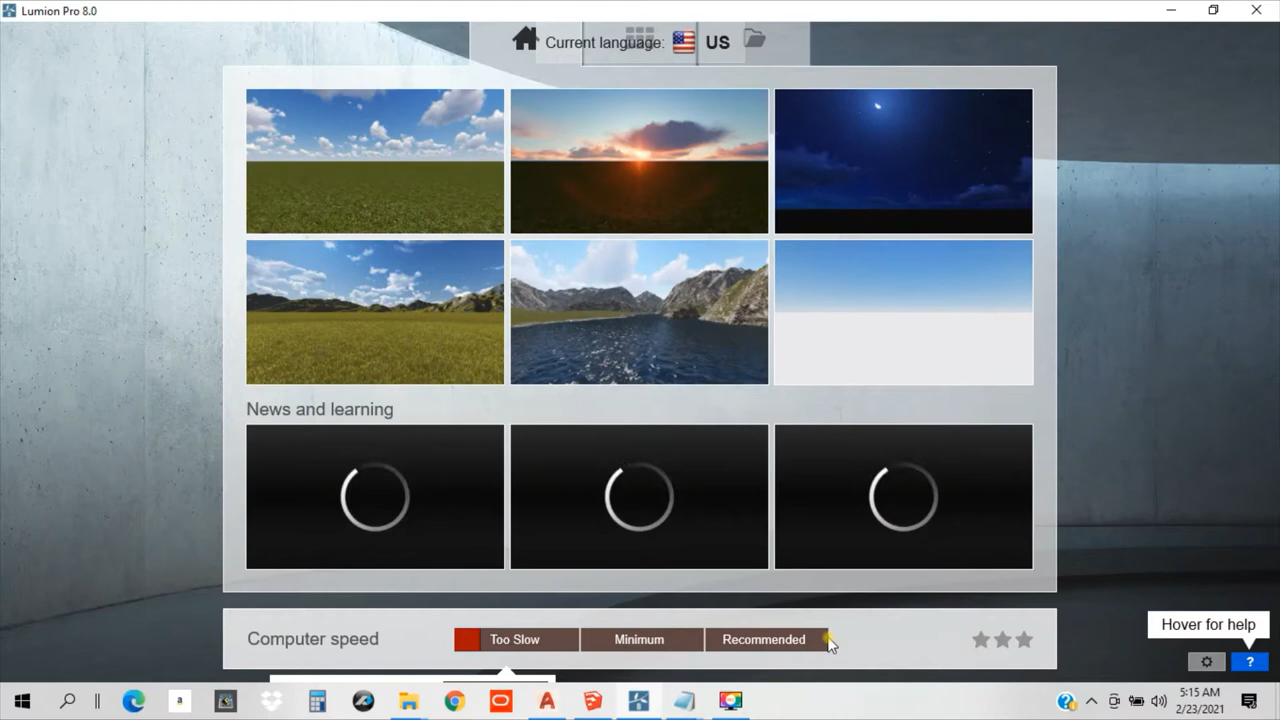 Lumion Pro 8.0
Current language: US
News and learning
Computer speed
Too Slow
Minimum
Recommended
Hover for help
?
a
A
5:15 AM
2/23/2021